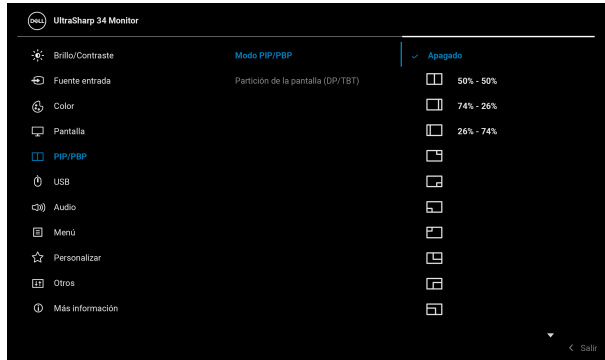 DELL UltraSharp 34 Monitor
Brillo/Contraste Modo PIP/PBP Apagado
Fuente entrada Partición de la pantalla (DP/TBT) 50% - 50%
Color 74% - 26%
Pantalla 26% - 74%
PIP/PBP
USB
Audio
Menú
Personalizar
Otros
Más información
Salir